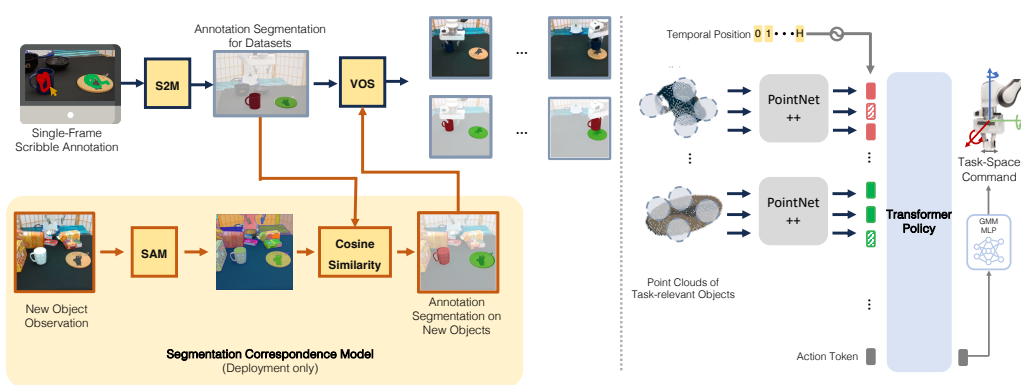 Annotation Segmentation
for Datasets
S2M
VOS
...
...
Single-Frame
Scribble Annotation
SAM
Cosine
Similarity
New Object
Observation
Annotation
Segmentation on
New Objects
Segmentation Correspondence Model
(Deployment only)
Temporal Position 0 1 • • • H
PointNet
++
...
PointNet
++
...
Point Clouds of
Task-relevant Objects
...
Action Token
Transformer
Policy
Task-Space
Command
GMM
MLP